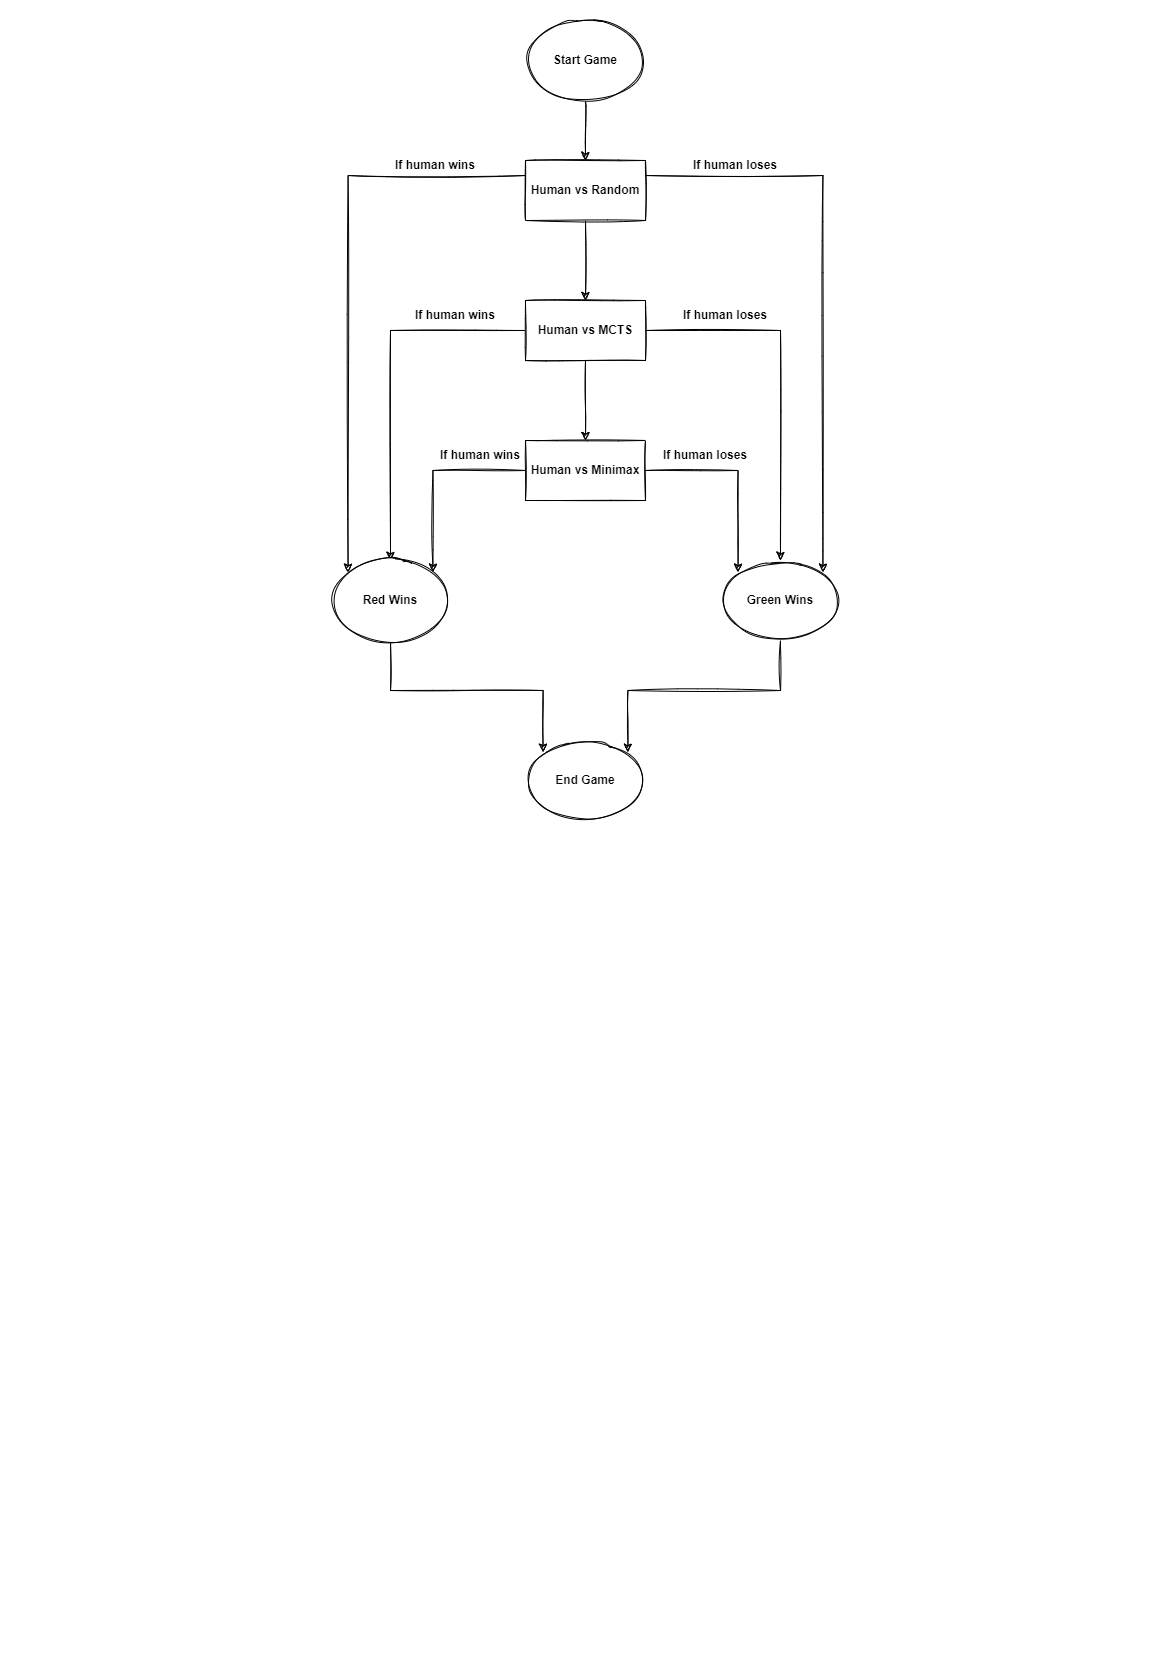 Start Game
If human wins
If human loses
Human vs Random
If human wins
If human loses
Human vs MCTS
If human wins
If human loses
Human vs Minimax
Red Wins
Green Wins
End Game